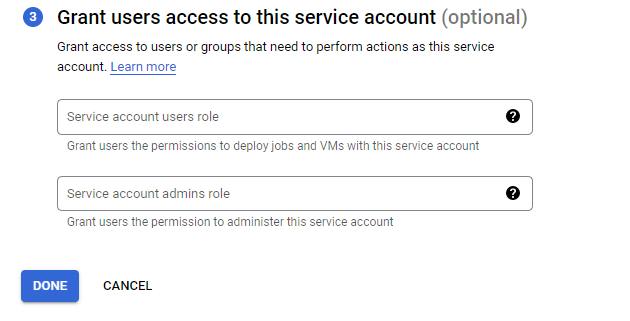 3 Grant users access to this service account (optional)
Grant access to users or groups that need to perform actions as this service
account. Learn more
Service account users role ?
Grant users the permissions to deploy jobs and VMs with this service account
Service account admins role ?
Grant users the permission to administer this service account
DONE CANCEL